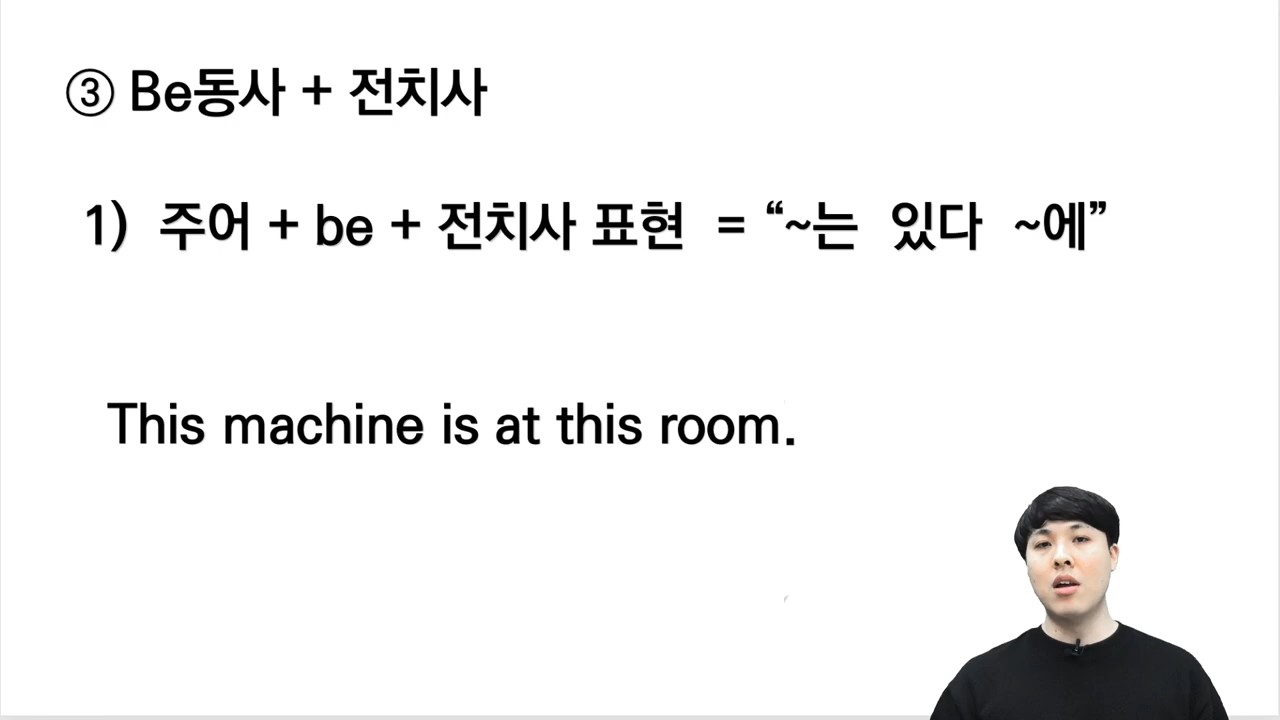 ③ Be동사 + 전치사
1) 주어 + be + 전치사 표현 = “~는 있다 ~에”
This machine is at this room.